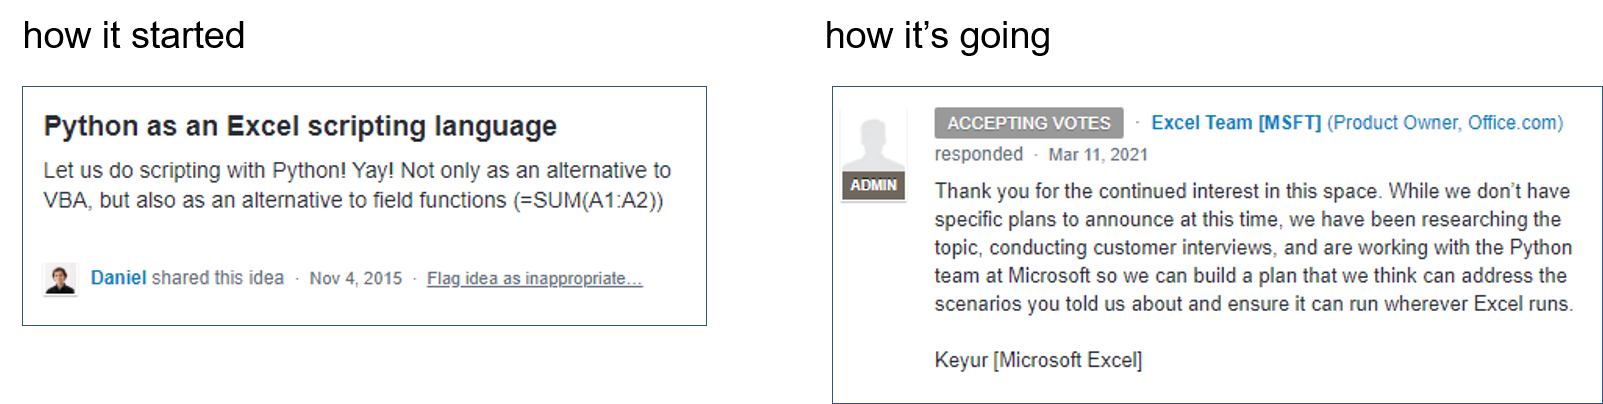 how it started
Python as an Excel scripting language
Let us do scripting with Python! Yay! Not only as an alternative to
VBA, but also as an alternative to field functions (=SUM(A1:A2))
Daniel shared this idea · Nov 4, 2015 · Flag idea as inappropriate…
how it’s going
ADMIN
ACCEPTING VOTES · Excel Team [MSFT] (Product Owner, Office.com)
responded · Mar 11, 2021
Thank you for the continued interest in this space. While we don’t have
specific plans to announce at this time, we have been researching the
topic, conducting customer interviews, and are working with the Python
team at Microsoft so we can build a plan that we think can address the
scenarios you told us about and ensure it can run wherever Excel runs.
Keyur [Microsoft Excel]